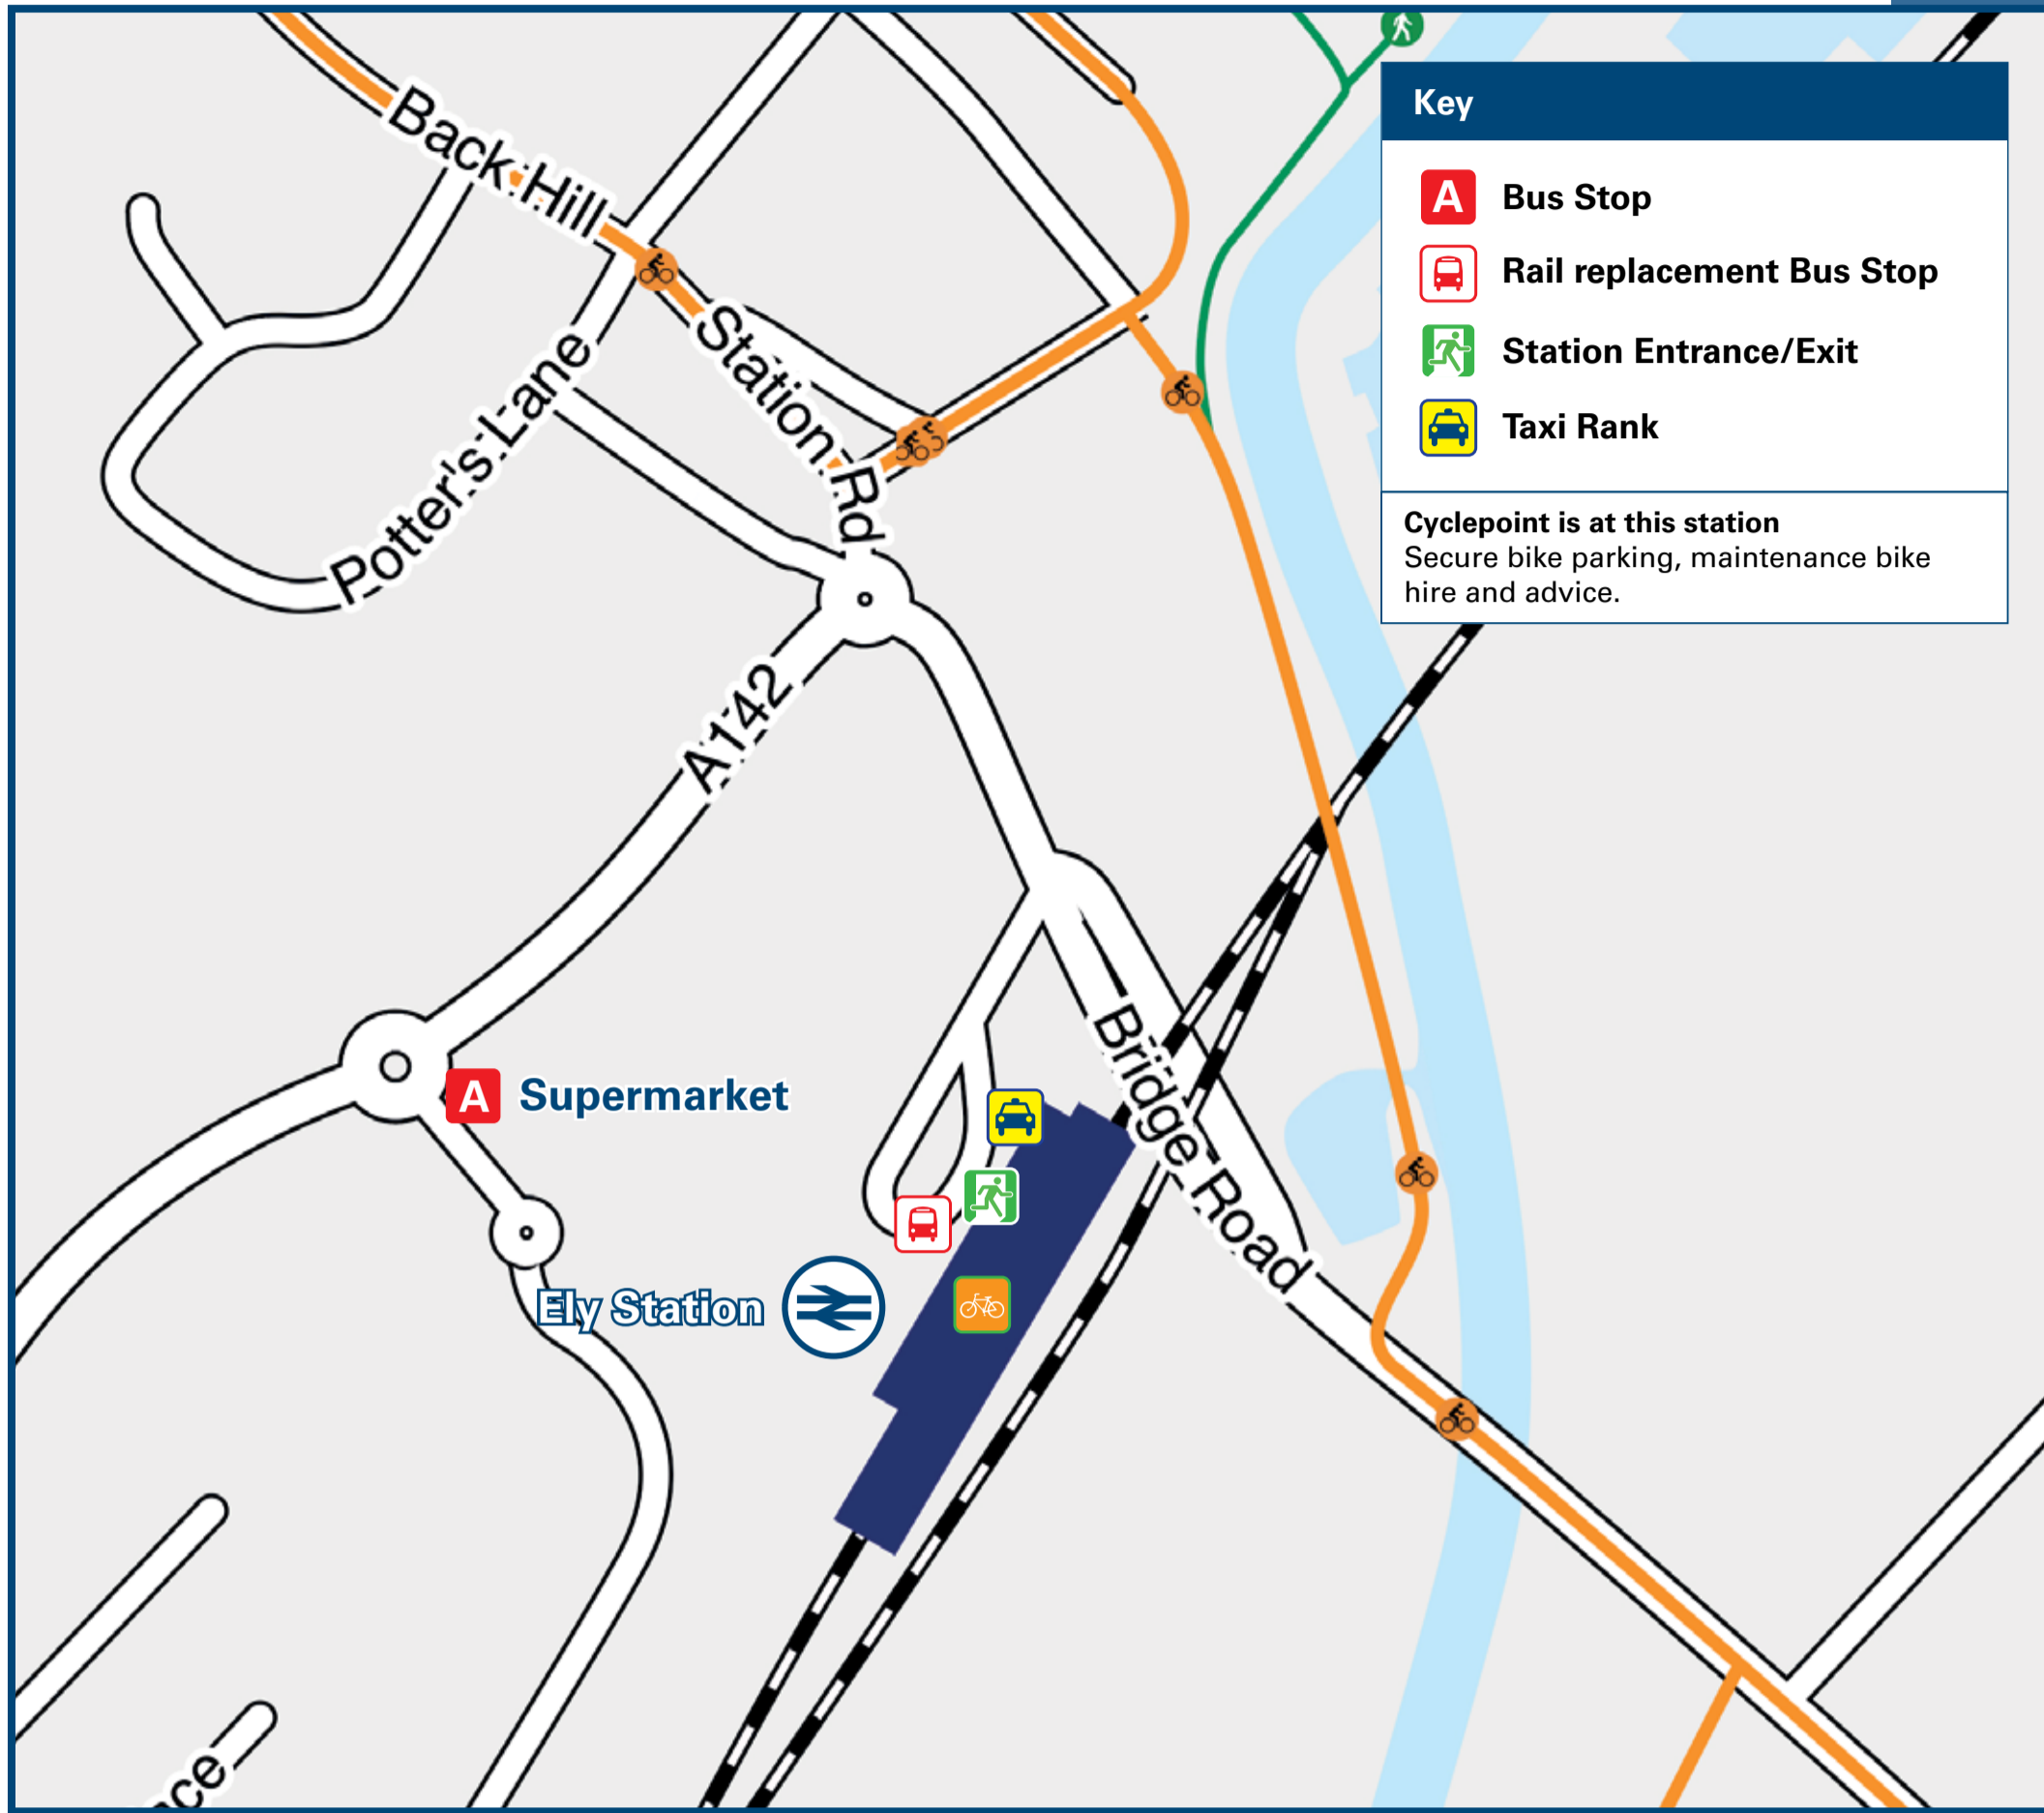 Key
A Bus Stop
Rail replacement Bus Stop
Station Entrance/Exit
Taxi Rank
Cyclepoint is at this station
Secure bike parking, maintenance bike
hire and advice.
Back Hill
Station Rd
Potter's Lane
A142
Bridge Road
A Supermarket
Ely Station
nce